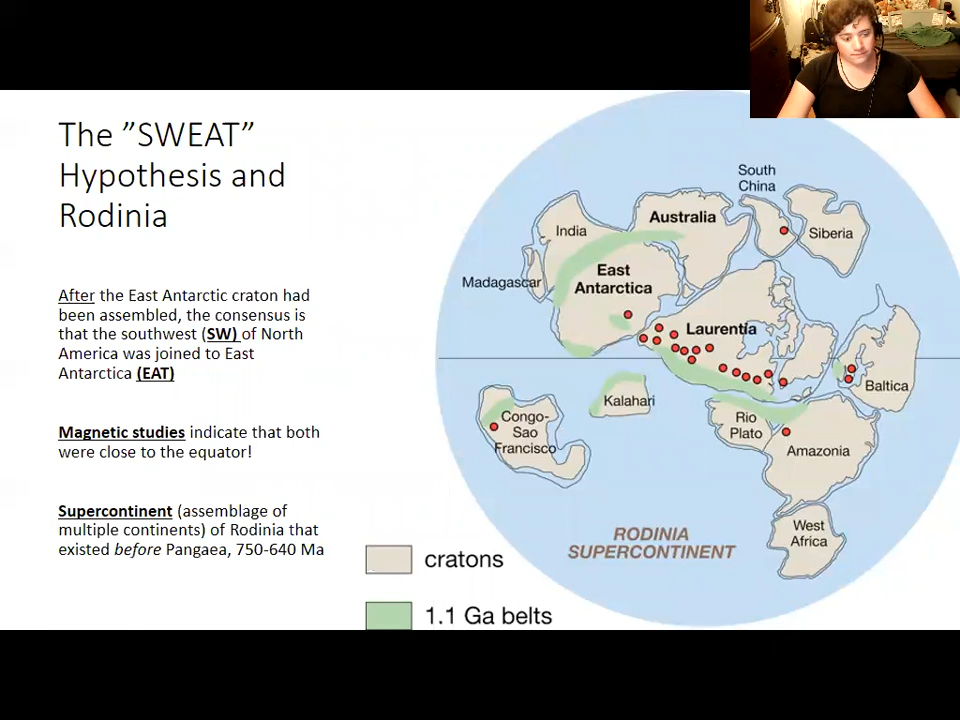 The ”SWEAT”
Hypothesis and
Rodinia
After the East Antarctic craton had
been assembled, the consensus is
that the southwest (SW) of North
America was joined to East
Antarctica (EAT)
Magnetic studies indicate that both
were close to the equator!
Supercontinent (assemblage of
multiple continents) of Rodinia that
existed before Pangaea, 750-640 Ma
South
China
Siberia
Australia
India
East
Antarctica
Madagascar
Laurentia
Baltica
Kalahari
Congo-
Sao
Francisco
Rio
Plato
Amazonia
West
Africa
RODINIA
SUPERCONTINENT
cratons
1.1 Ga belts